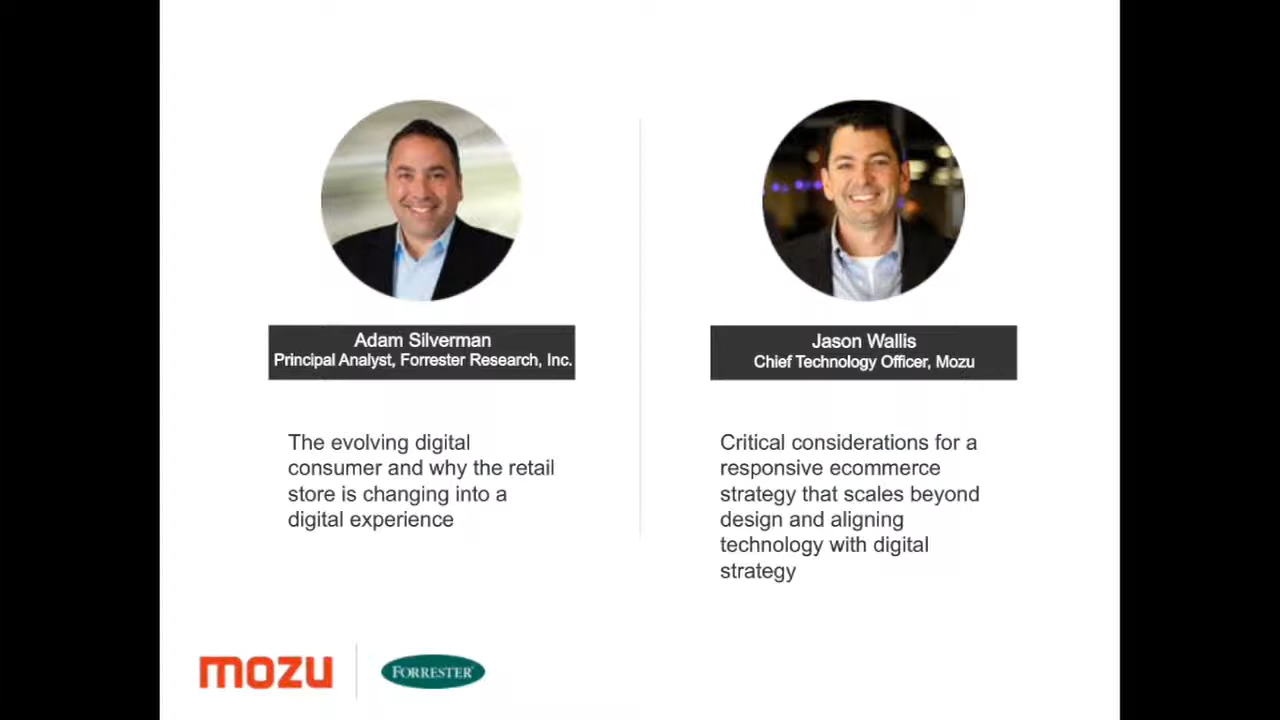 Adam Silverman
Principal Analyst, Forrester Research, Inc.
The evolving digital
consumer and why the retail
store is changing into a
digital experience
Jason Wallis
Chief Technology Officer, Mozu
Critical considerations for a
responsive ecommerce
strategy that scales beyond
design and aligning
technology with digital
strategy
mozu
FORRESTER